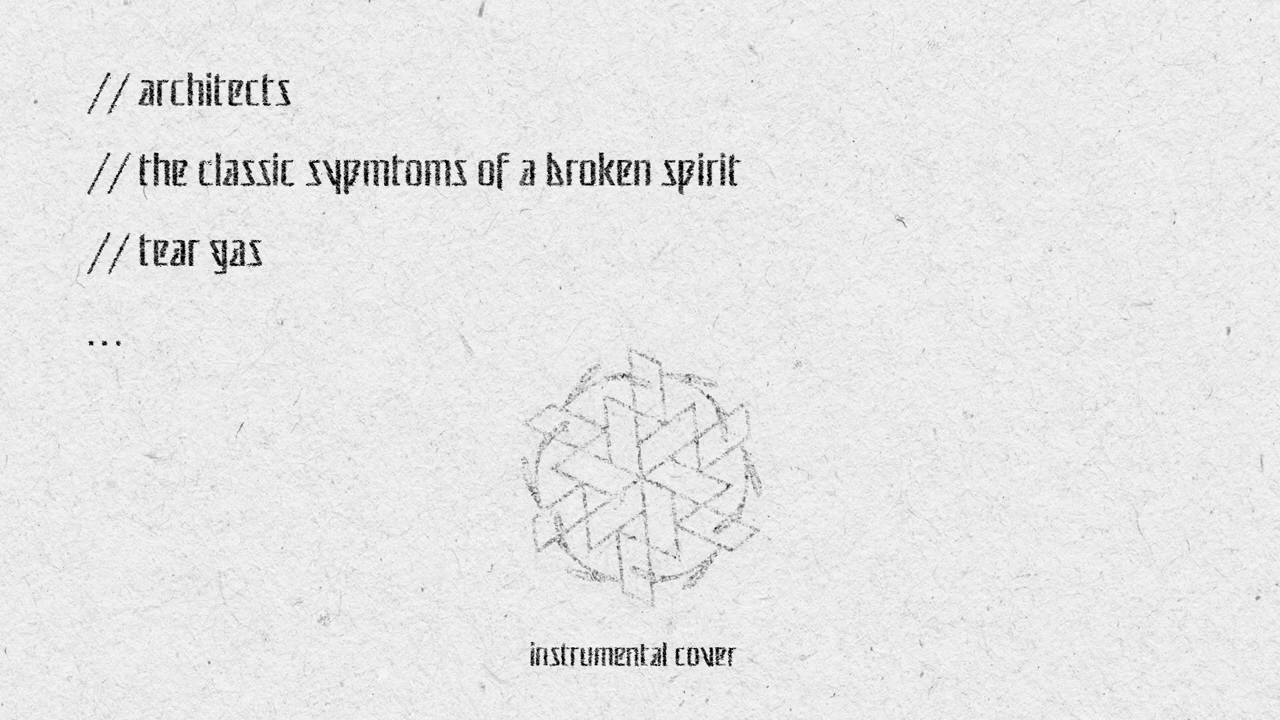 // architects
// the classic sypmtoms of a broken spirit
// tear gas
...
instrumental cover